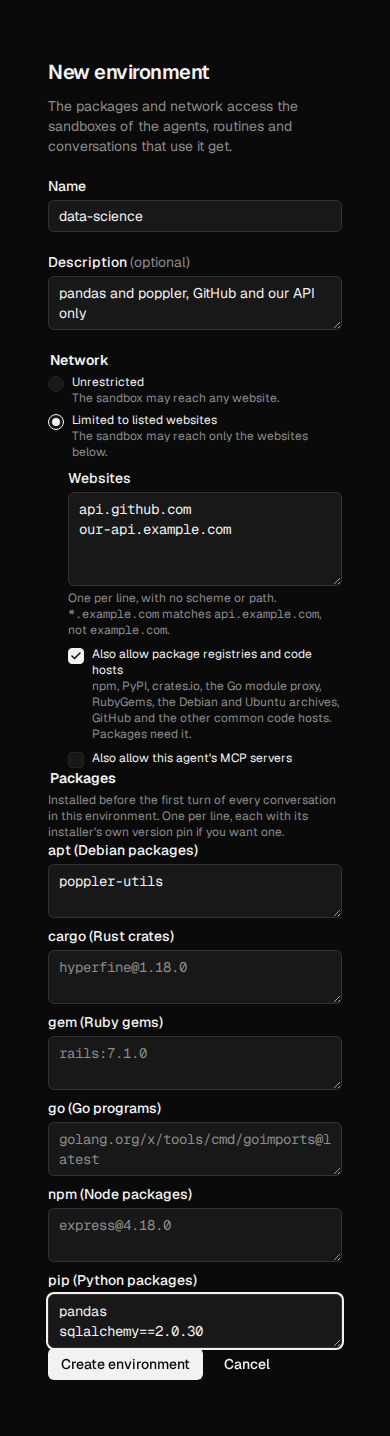 New environment
The packages and network access the
sandboxes of the agents, routines and
conversations that use it get.
Name
data-science
Description (optional)
pandas and poppler, GitHub and our API
only
Network
Unrestricted
The sandbox may reach any website.
Limited to listed websites
The sandbox may reach only the websites
below.
Websites
api.github.com
our-api.example.com
One per line, with no scheme or path.
*.example.com matches api.example.com,
not example.com.
Also allow package registries and code
hosts
npm, PyPI, crates.io, the Go module proxy,
RubyGems, the Debian and Ubuntu archives,
GitHub and the other common code hosts.
Packages need it.
Also allow this agent's MCP servers
Packages
Installed before the first turn of every conversation
in this environment. One per line, each with its
installer's own version pin if you want one.
apt (Debian packages)
poppler-utils
cargo (Rust crates)
hyperfine@1.18.0
gem (Ruby gems)
rails:7.1.0
go (Go programs)
golang.org/x/tools/cmd/goimports@l
atest
npm (Node packages)
express@4.18.0
pip (Python packages)
pandas
sqlalchemy==2.0.30
Create environment Cancel